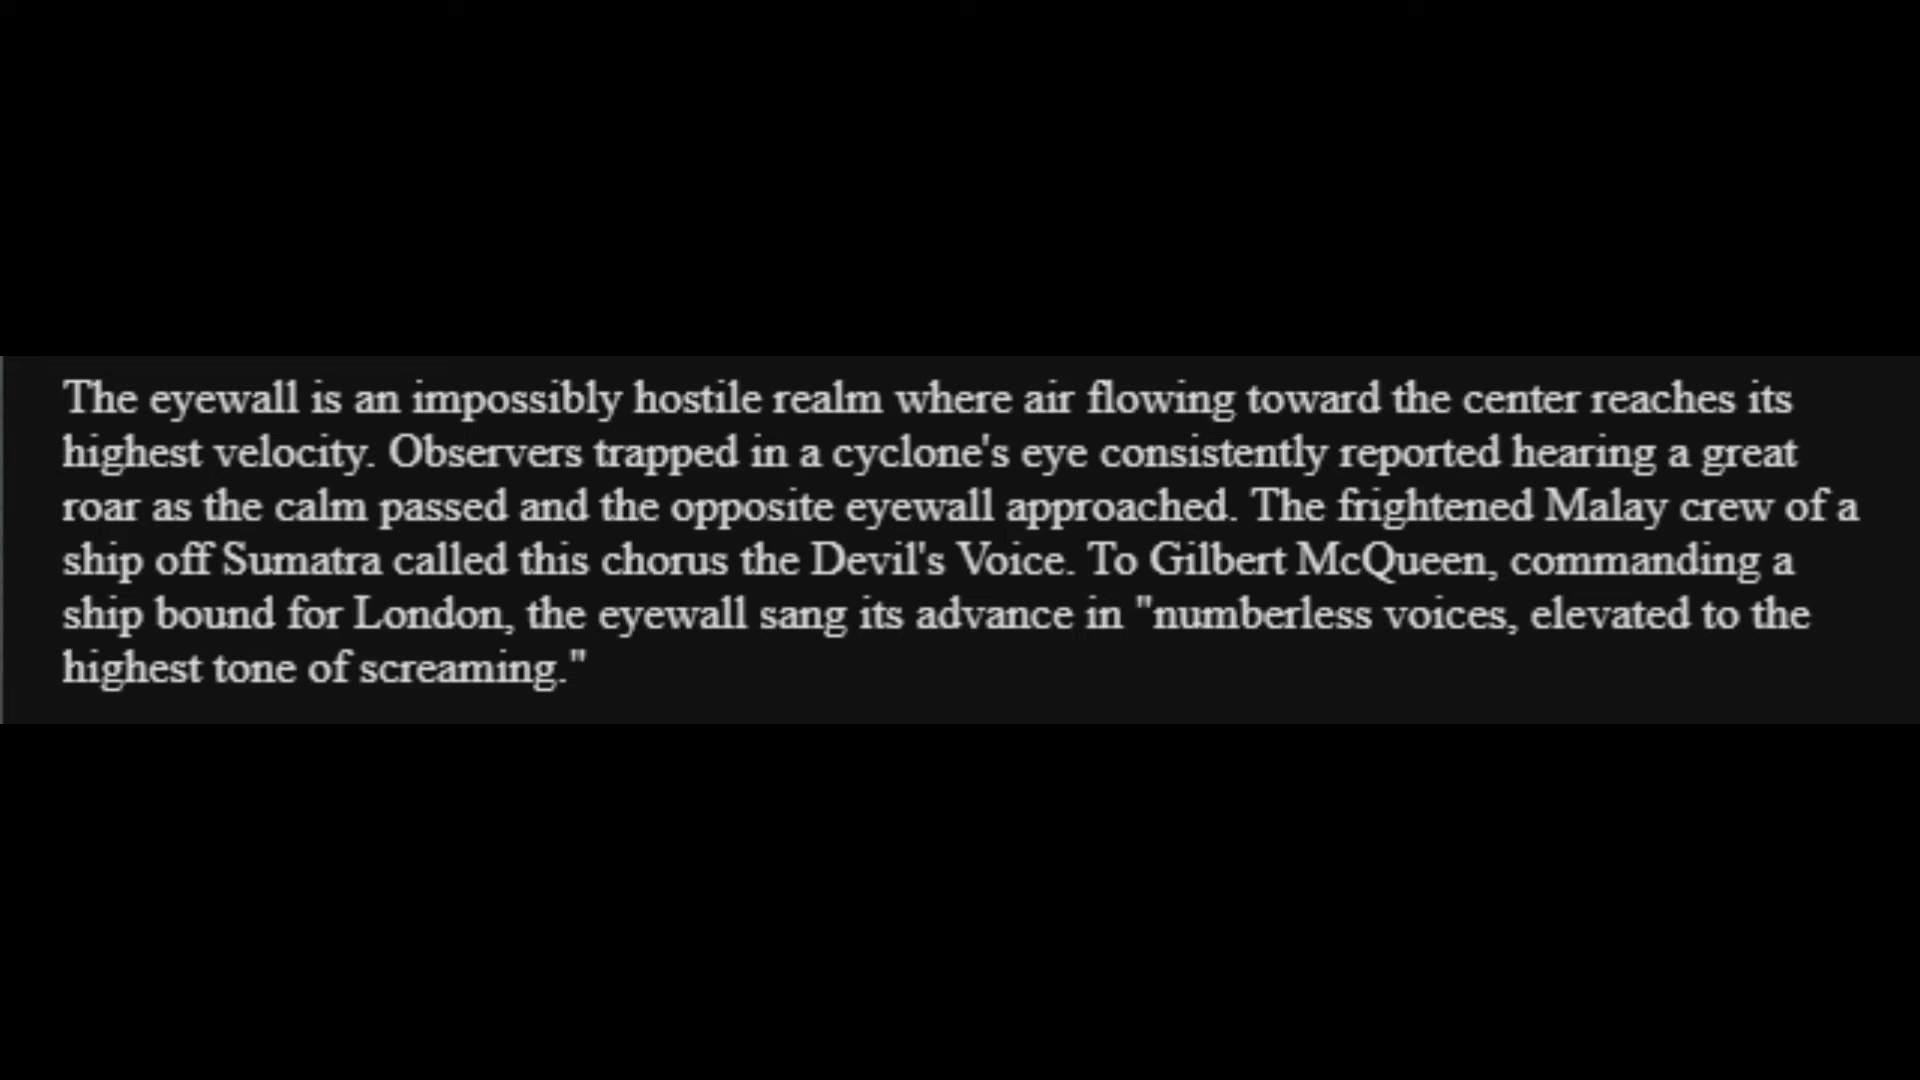 The eyewall is an impossibly hostile realm where air flowing toward the center reaches its
highest velocity. Observers trapped in a cyclone's eye consistently reported hearing a great
roar as the calm passed and the opposite eyewall approached. The frightened Malay crew of a
ship off Sumatra called this chorus the Devil's Voice. To Gilbert McQueen, commanding a
ship bound for London, the eyewall sang its advance in "numberless voices, elevated to the
highest tone of screaming."